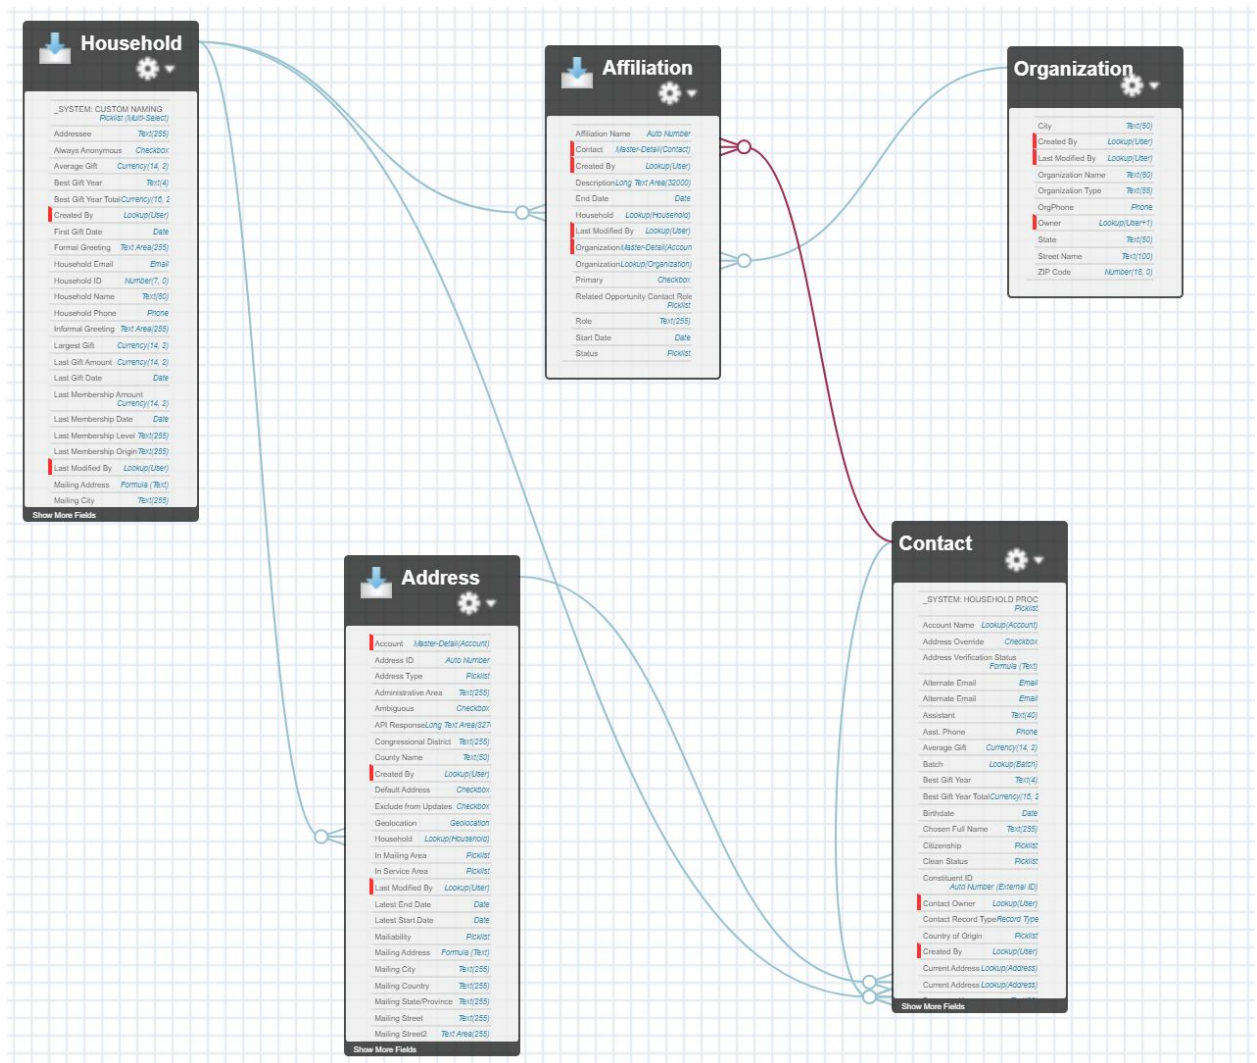 Household
_SYSTEM: CUSTOM NAMING
Picklist (Multi-Select)
Addressee Text(255)
Always Anonymous Checkbox
Average Gift Currency(14, 2)
Best Gift Year Text(4)
Best Gift Year Total Currency(16, 2
Created By Lookup(User)
First Gift Date Date
Formal Greeting Text Area(255)
Household Email Email
Household ID Number(7, 0)
Household Name Text(80)
Household Phone Phone
Informal Greeting Text Area(255)
Largest Gift Currency(14, 2)
Last Gift Amount Currency(14, 2)
Last Gift Date Date
Last Membership Amount
Currency(14, 2)
Last Membership Date Date
Last Membership Level Text(255)
Last Membership Origin Text(255)
Last Modified By Lookup(User)
Mailing Address Formula (Text)
Mailing City Text(255)
Show More Fields
Affiliation
Affiliation Name Auto Number
Contact Master-Detail(Contact)
Created By Lookup(User)
Description Long Text Area(32000)
End Date Date
Household Lookup(Household)
Last Modified By Lookup(User)
Organization Master-Detail(Accoun
Organization Lookup(Organization)
Primary Checkbox
Related Opportunity Contact Role
Picklist
Role Text(255)
Start Date Date
Status Picklist
Organization
City Text(50)
Created By Lookup(User)
Last Modified By Lookup(User)
Organization Name Text(80)
Organization Type Text(55)
OrgPhone Phone
Owner Lookup(User+1)
State Text(50)
Street Name Text(100)
ZIP Code Number(18, 0)
Address
Account Master-Detail(Account)
Address ID Auto Number
Address Type Picklist
Administrative Area Text(255)
Ambiguous Checkbox
API Response Long Text Area(327
Congressional District Text(255)
County Name Text(50)
Created By Lookup(User)
Default Address Checkbox
Exclude from Updates Checkbox
Geolocation Geolocation
Household Lookup(Household)
In Mailing Area Picklist
In Service Area Picklist
Last Modified By Lookup(User)
Latest End Date Date
Latest Start Date Date
Mailiability Picklist
Mailing Address Formula (Text)
Mailing City Text(255)
Mailing Country Text(255)
Mailing State/Province Text(255)
Mailing Street Text(255)
Mailing Street2 Text Area(255)
Show More Fields
Contact
_SYSTEM: HOUSEHOLD PROC
Picklist
Account Name Lookup(Account)
Address Override Checkbox
Address Verification Status
Formula (Text)
Alternate Email Email
Alternate Email Email
Assistant Text(40)
Asst. Phone Phone
Average Gift Currency(14, 2)
Batch Lookup(Batch)
Best Gift Year Text(4)
Best Gift Year Total Currency(16, 2
Birthdate Date
Chosen Full Name Text(255)
Citizenship Picklist
Clean Status Picklist
Constituent ID
Auto Number (External ID)
Contact Owner Lookup(User)
Contact Record Type Record Type
Country of Origin Picklist
Created By Lookup(User)
Current Address Lookup(Address)
Current Address Lookup(Address)
Show More Fields